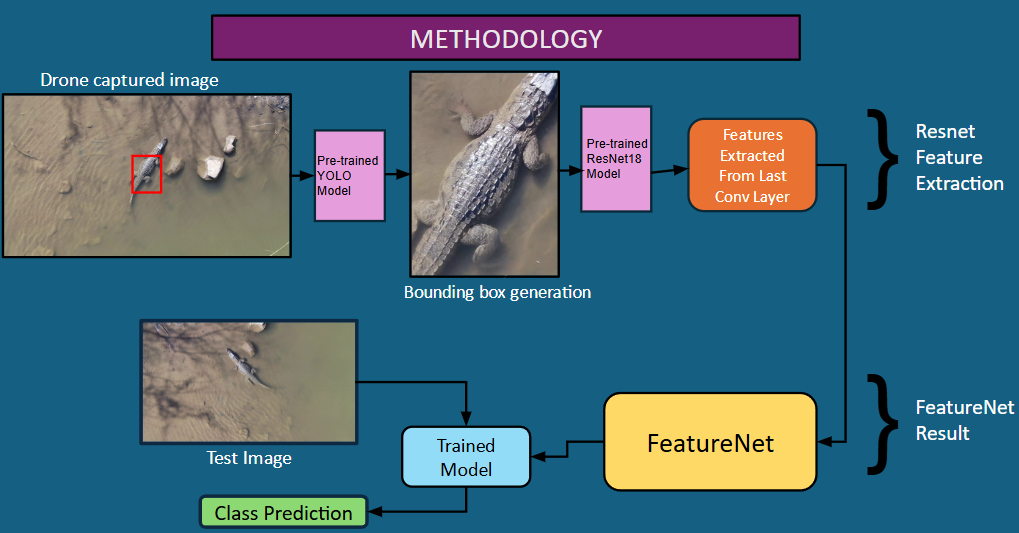 METHODOLOGY
Drone captured image
Pre-trained
YOLO
Model
Bounding box generation
Pre-trained
ResNet18
Model
Features
Extracted
From Last
Conv Layer
Resnet
Feature
Extraction
Test Image
Trained
Model
Class Prediction
FeatureNet
FeatureNet
Result